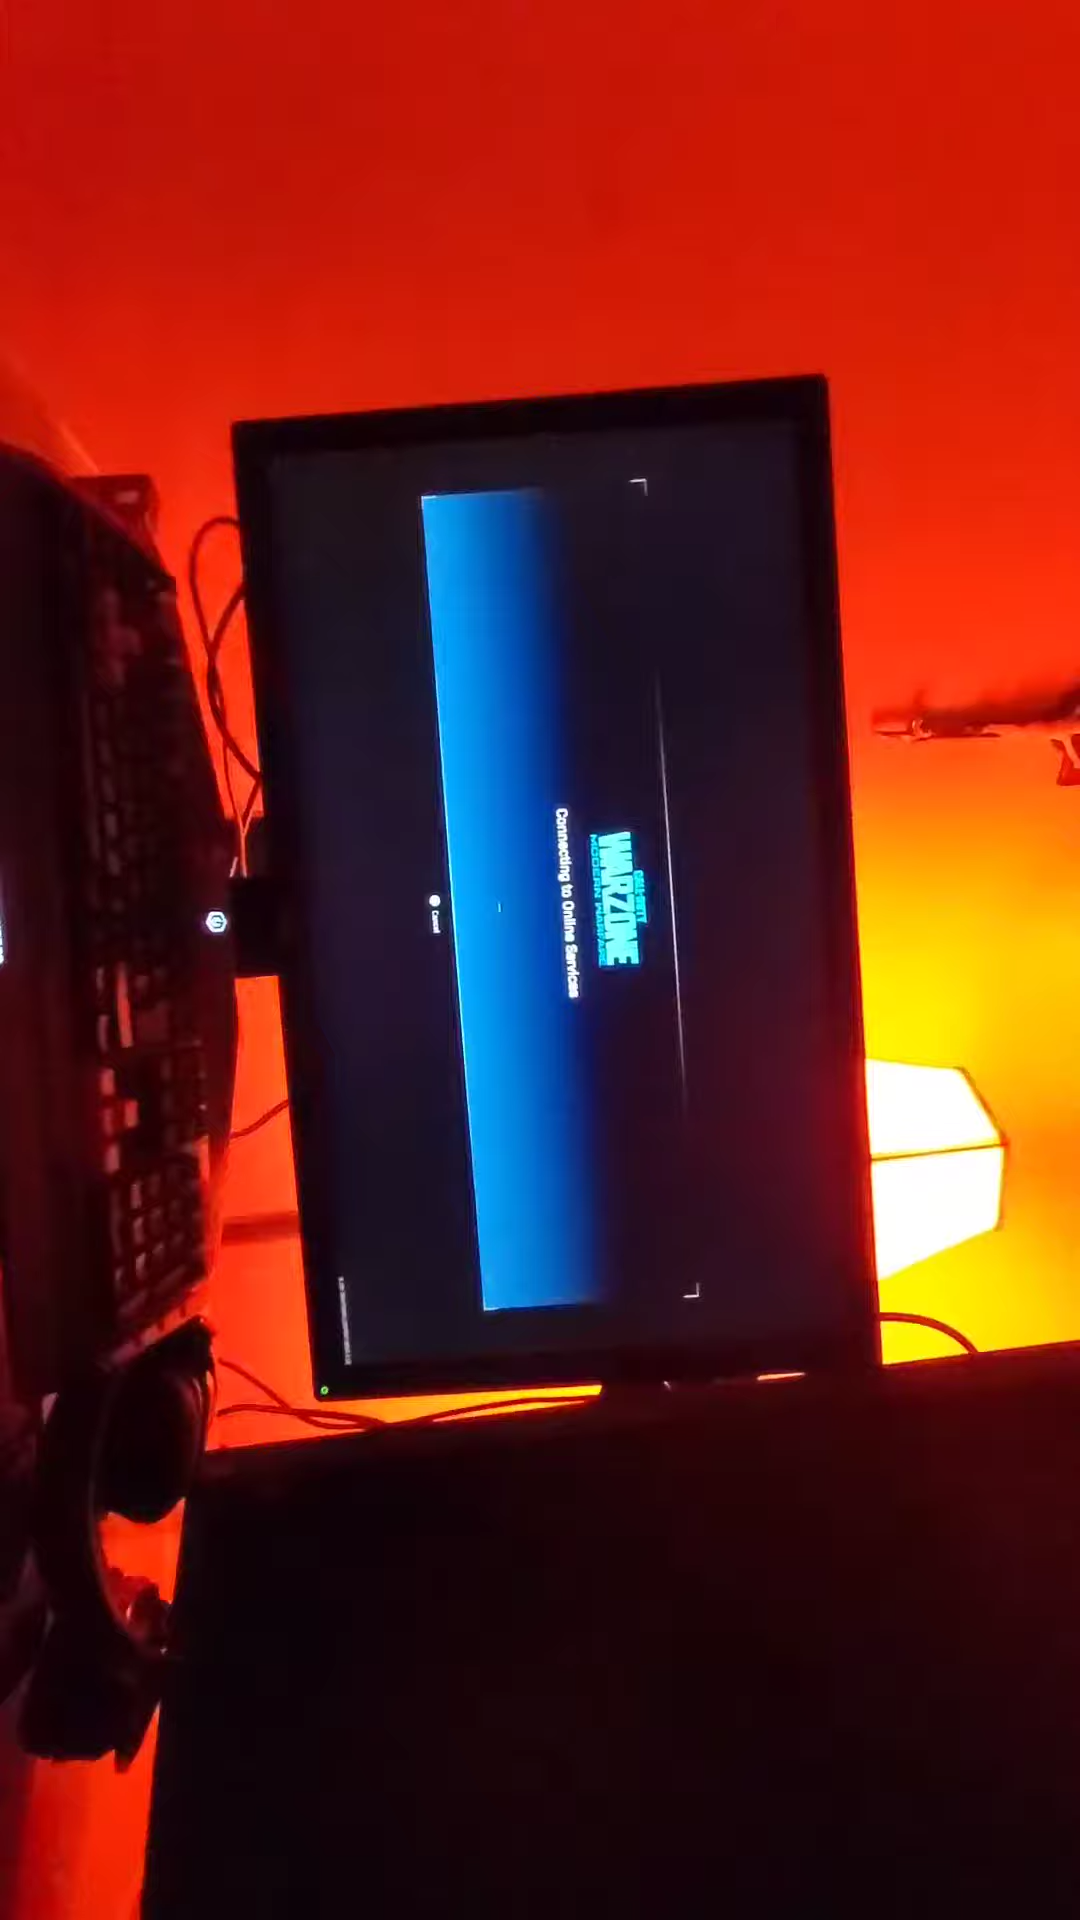 CALL OF DUTY
WARZONE
MODERN WARFARE
Connecting to Online Services
Cancel